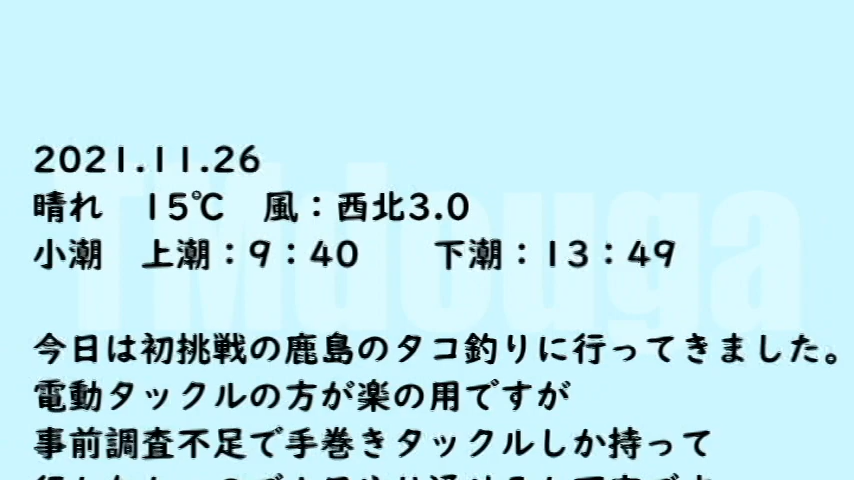 2021.11.26
晴れ　15℃　風：西北3.0
小潮　上潮：9：40　　下潮：13：49
今日は初挑戦の鹿島のタコ釣りに行ってきました。
電動タックルの方が楽の用ですが
事前調査不足で手巻きタックルしか持って
TMdouga